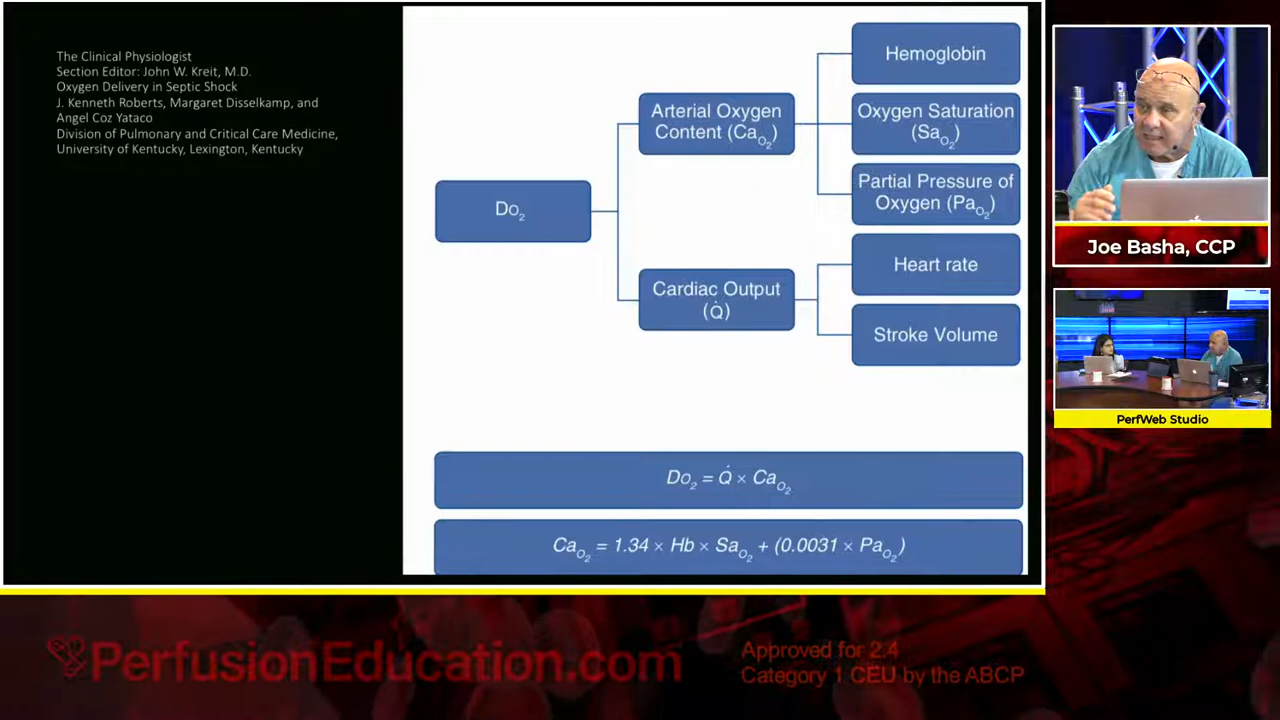 The Clinical Physiologist
Section Editor: John W. Kreit, M.D.
Oxygen Delivery in Septic Shock
J. Kenneth Roberts, Margaret Disselkamp, and
Angel Coz Yataco
Division of Pulmonary and Critical Care Medicine,
University of Kentucky, Lexington, Kentucky
Do₂
Arterial Oxygen
Content (CaO₂)
Hemoglobin
Oxygen Saturation
(SaO₂)
Partial Pressure of
Oxygen (PaO₂)
Cardiac Output
(Q̇)
Heart rate
Stroke Volume
Do₂ = Q̇ × CaO₂
CaO₂ = 1.34 × Hb × SaO₂ + (0.0031 × PaO₂)
Joe Basha, CCP
PerfWeb Studio
PerfusionEducation.com
Approved for 2.4
Category 1 CEU by the ABCP